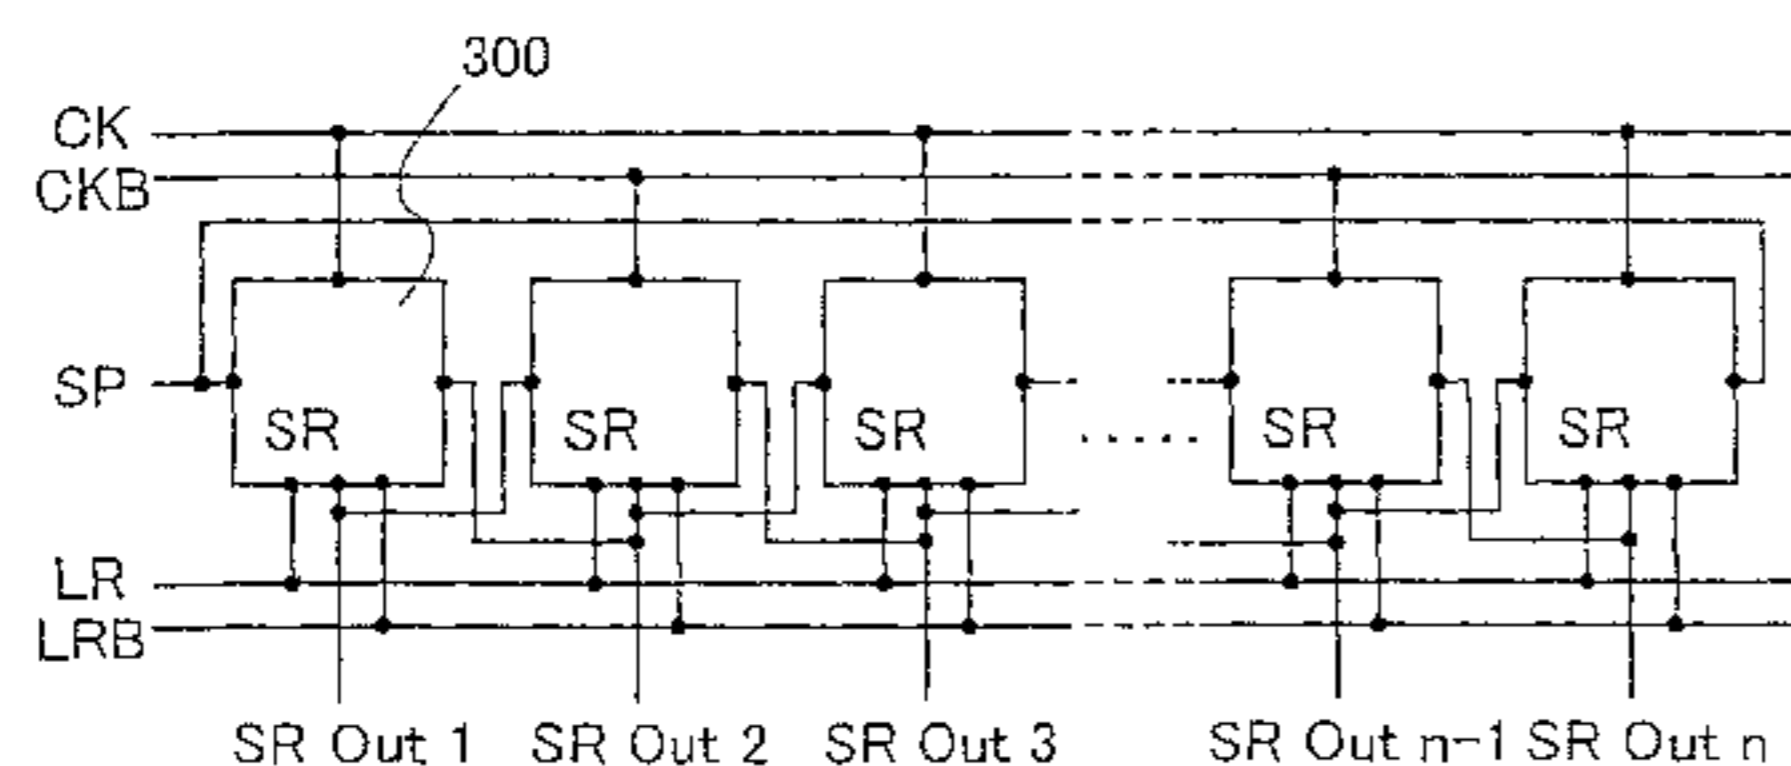 300
CK
CKB
SP
SR SR SR SR SR
LR
LRB
SR Out 1 SR Out 2 SR Out 3 SR Out n-1 SR Out n